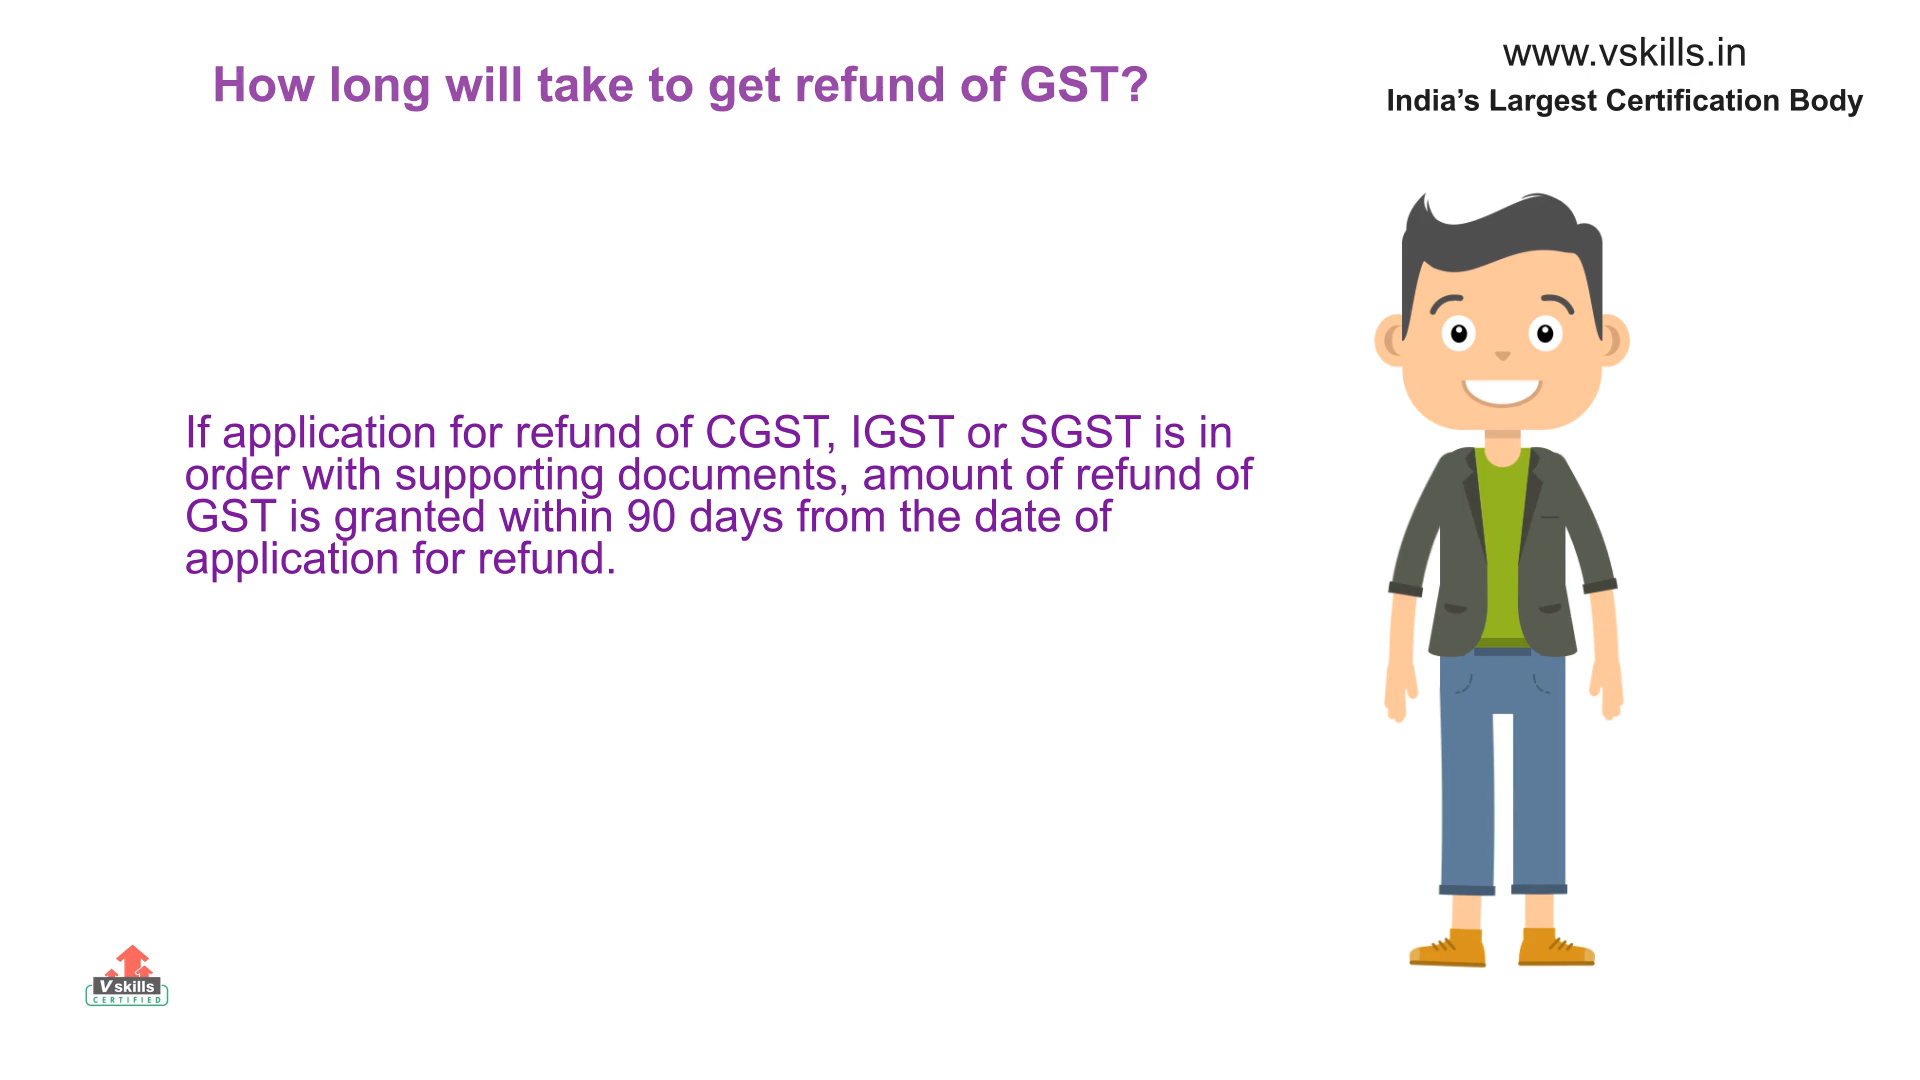 How long will take to get refund of GST?
www.vskills.in
India’s Largest Certification Body
If application for refund of CGST, IGST or SGST is in
order with supporting documents, amount of refund of
GST is granted within 90 days from the date of
application for refund.
Vskills
CERTIFIED